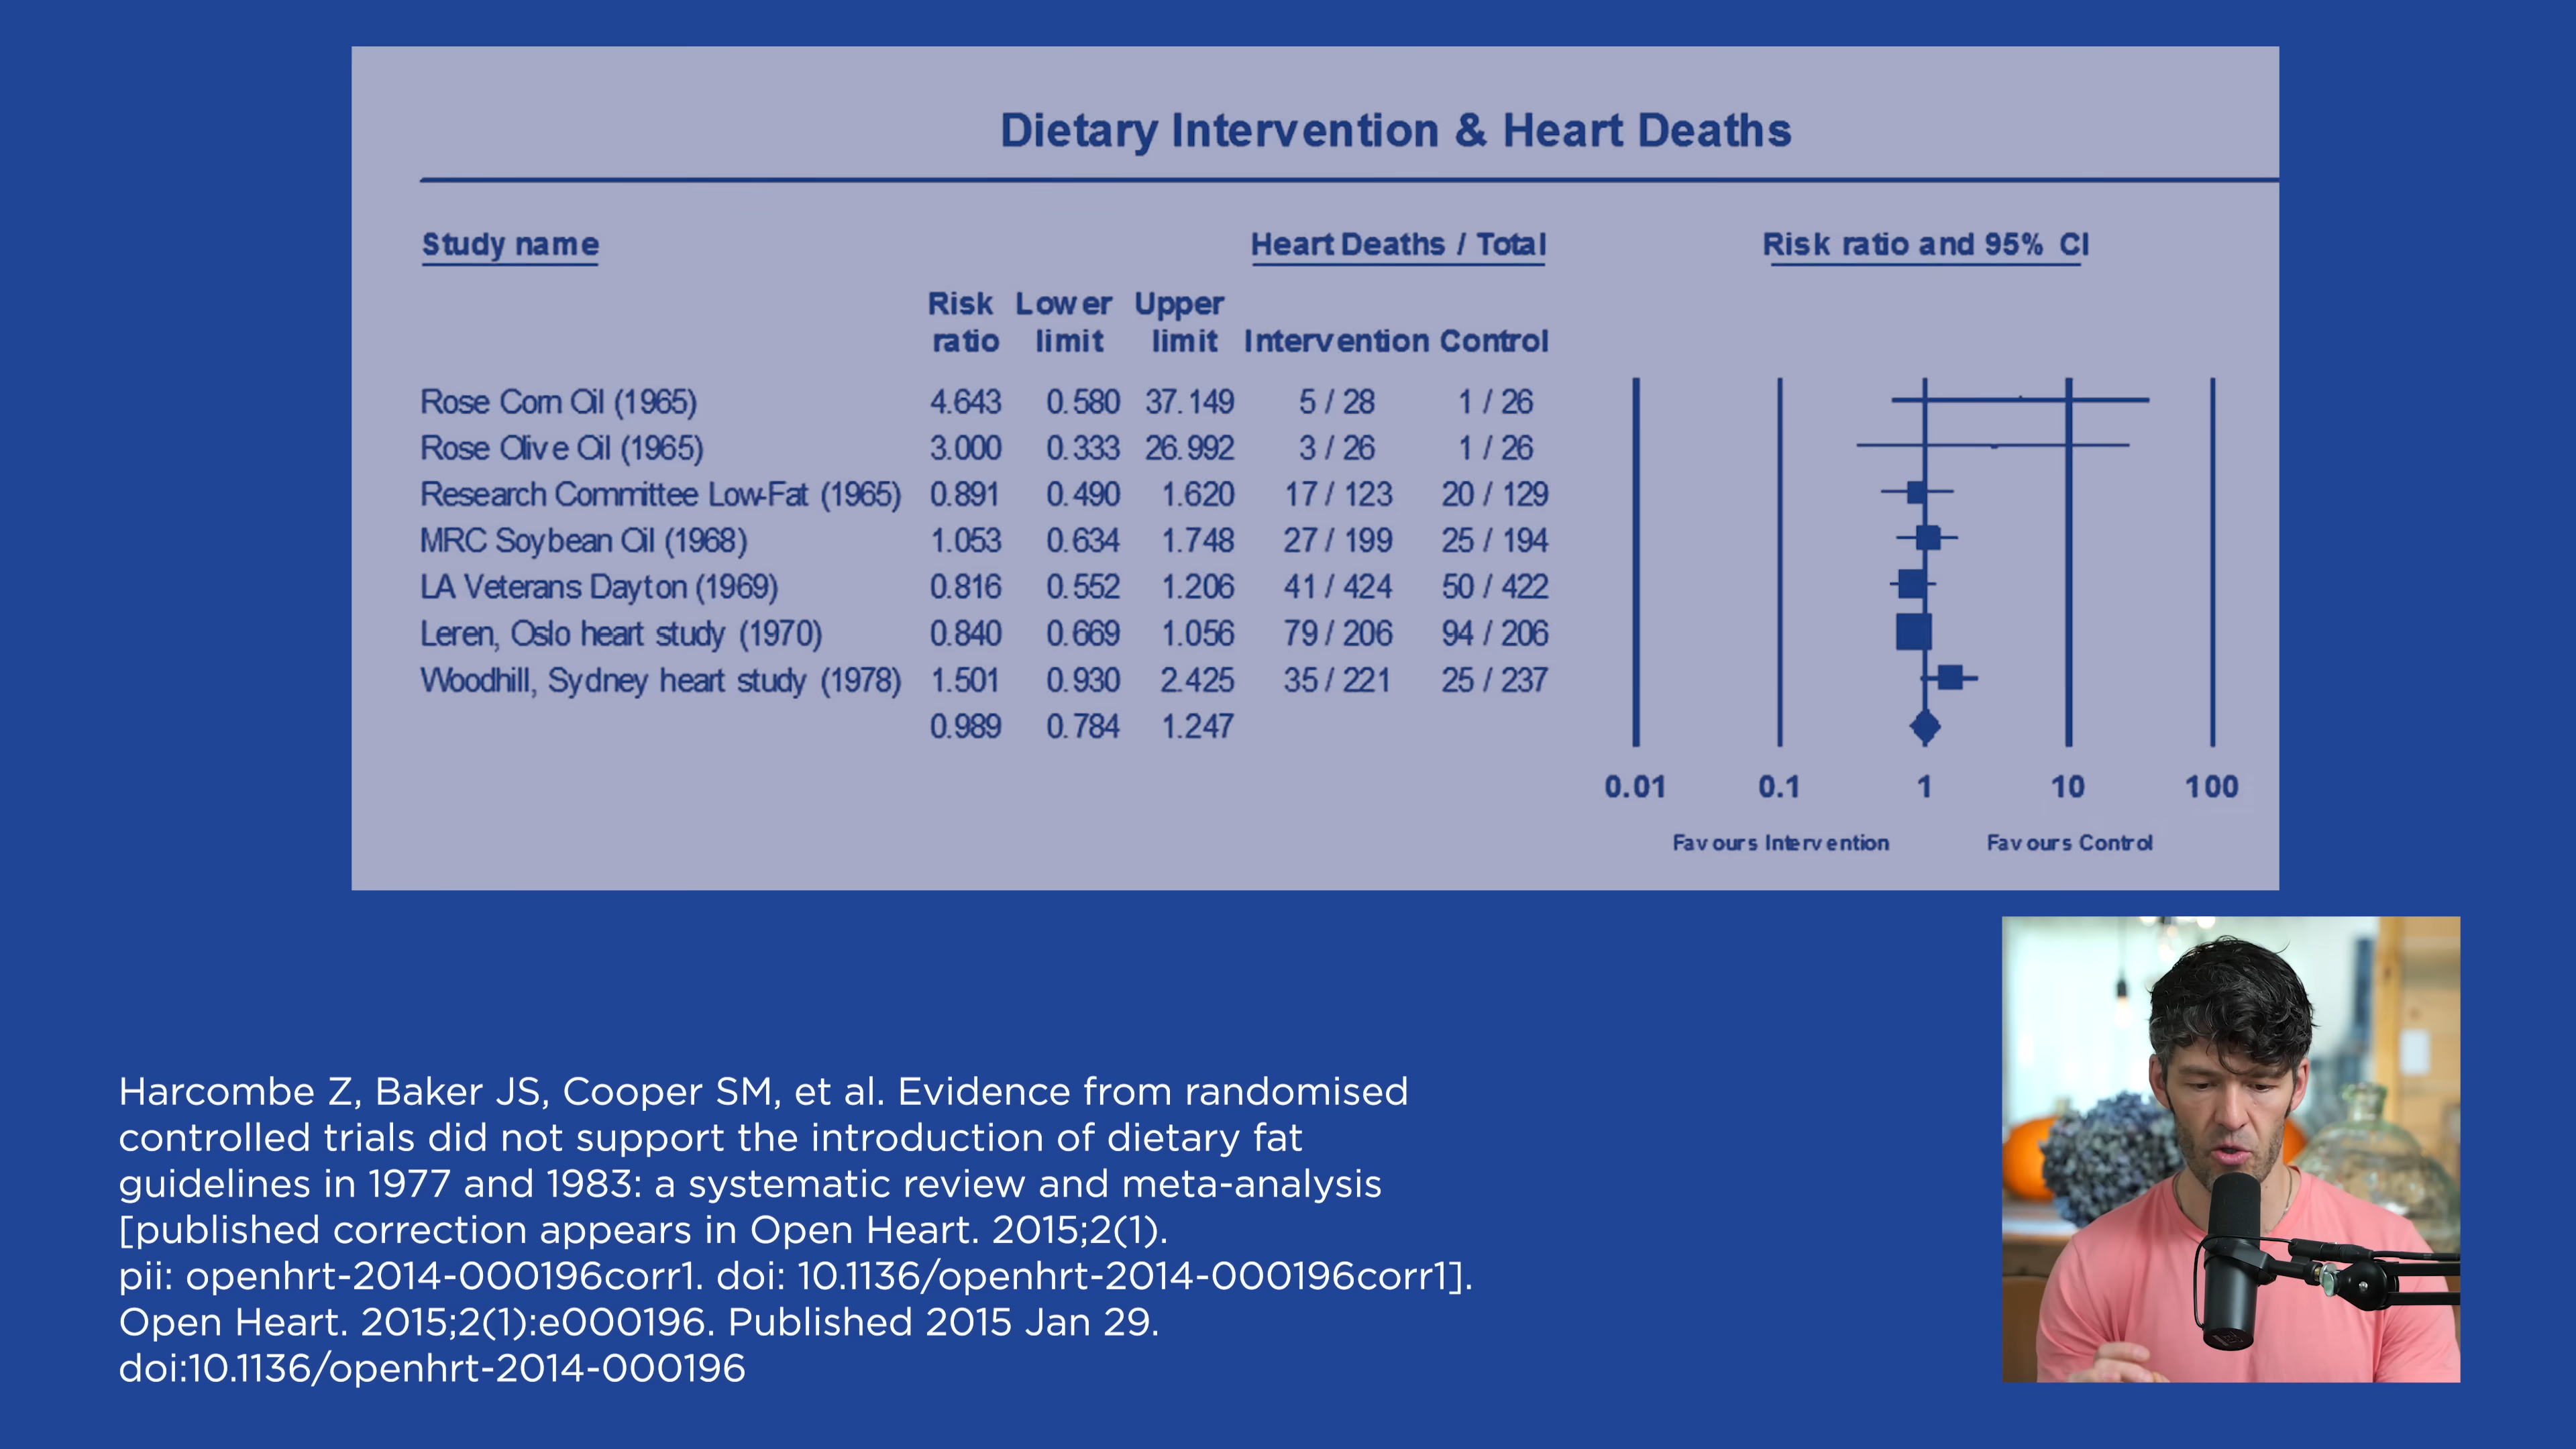 Dietary Intervention & Heart Deaths
Study name
Heart Deaths / Total
Risk ratio and 95% CI
Risk Lower Upper
ratio limit limit Intervention Control
Rose Corn Oil (1965) 4.643 0.580 37.149 5 / 28 1 / 26
Rose Olive Oil (1965) 3.000 0.333 26.992 3 / 26 1 / 26
Research Committee Low-Fat (1965) 0.891 0.490 1.620 17 / 123 20 / 129
MRC Soybean Oil (1968) 1.053 0.634 1.748 27 / 199 25 / 194
LA Veterans Dayton (1969) 0.816 0.552 1.206 41 / 424 50 / 422
Leren, Oslo heart study (1970) 0.840 0.669 1.056 79 / 206 94 / 206
Woodhill, Sydney heart study (1978) 1.501 0.930 2.425 35 / 221 25 / 237
0.989 0.784 1.247
0.01 0.1 1 10 100
Favours Intervention Favours Control
Harcombe Z, Baker JS, Cooper SM, et al. Evidence from randomised
controlled trials did not support the introduction of dietary fat
guidelines in 1977 and 1983: a systematic review and meta-analysis
[published correction appears in Open Heart. 2015;2(1).
pii: openhrt-2014-000196corr1. doi: 10.1136/openhrt-2014-000196corr1].
Open Heart. 2015;2(1):e000196. Published 2015 Jan 29.
doi:10.1136/openhrt-2014-000196